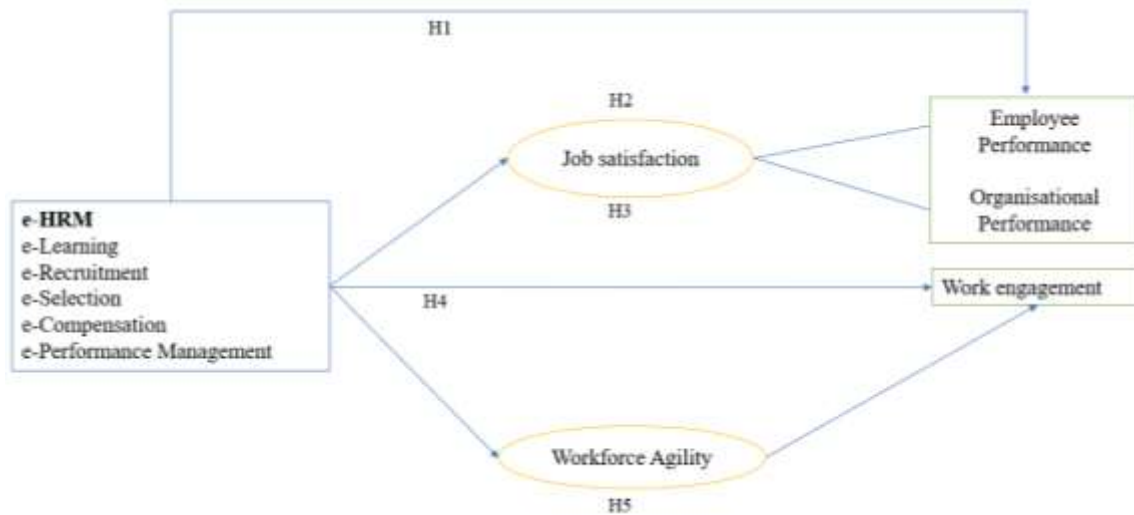 H1
H2
Job satisfaction
H3
Employee
Performance
Organisational
Performance
e-HRM
e-Learning
e-Recruitment
e-Selection
e-Compensation
e-Performance Management
H4
Work engagement
Workforce Agility
H5